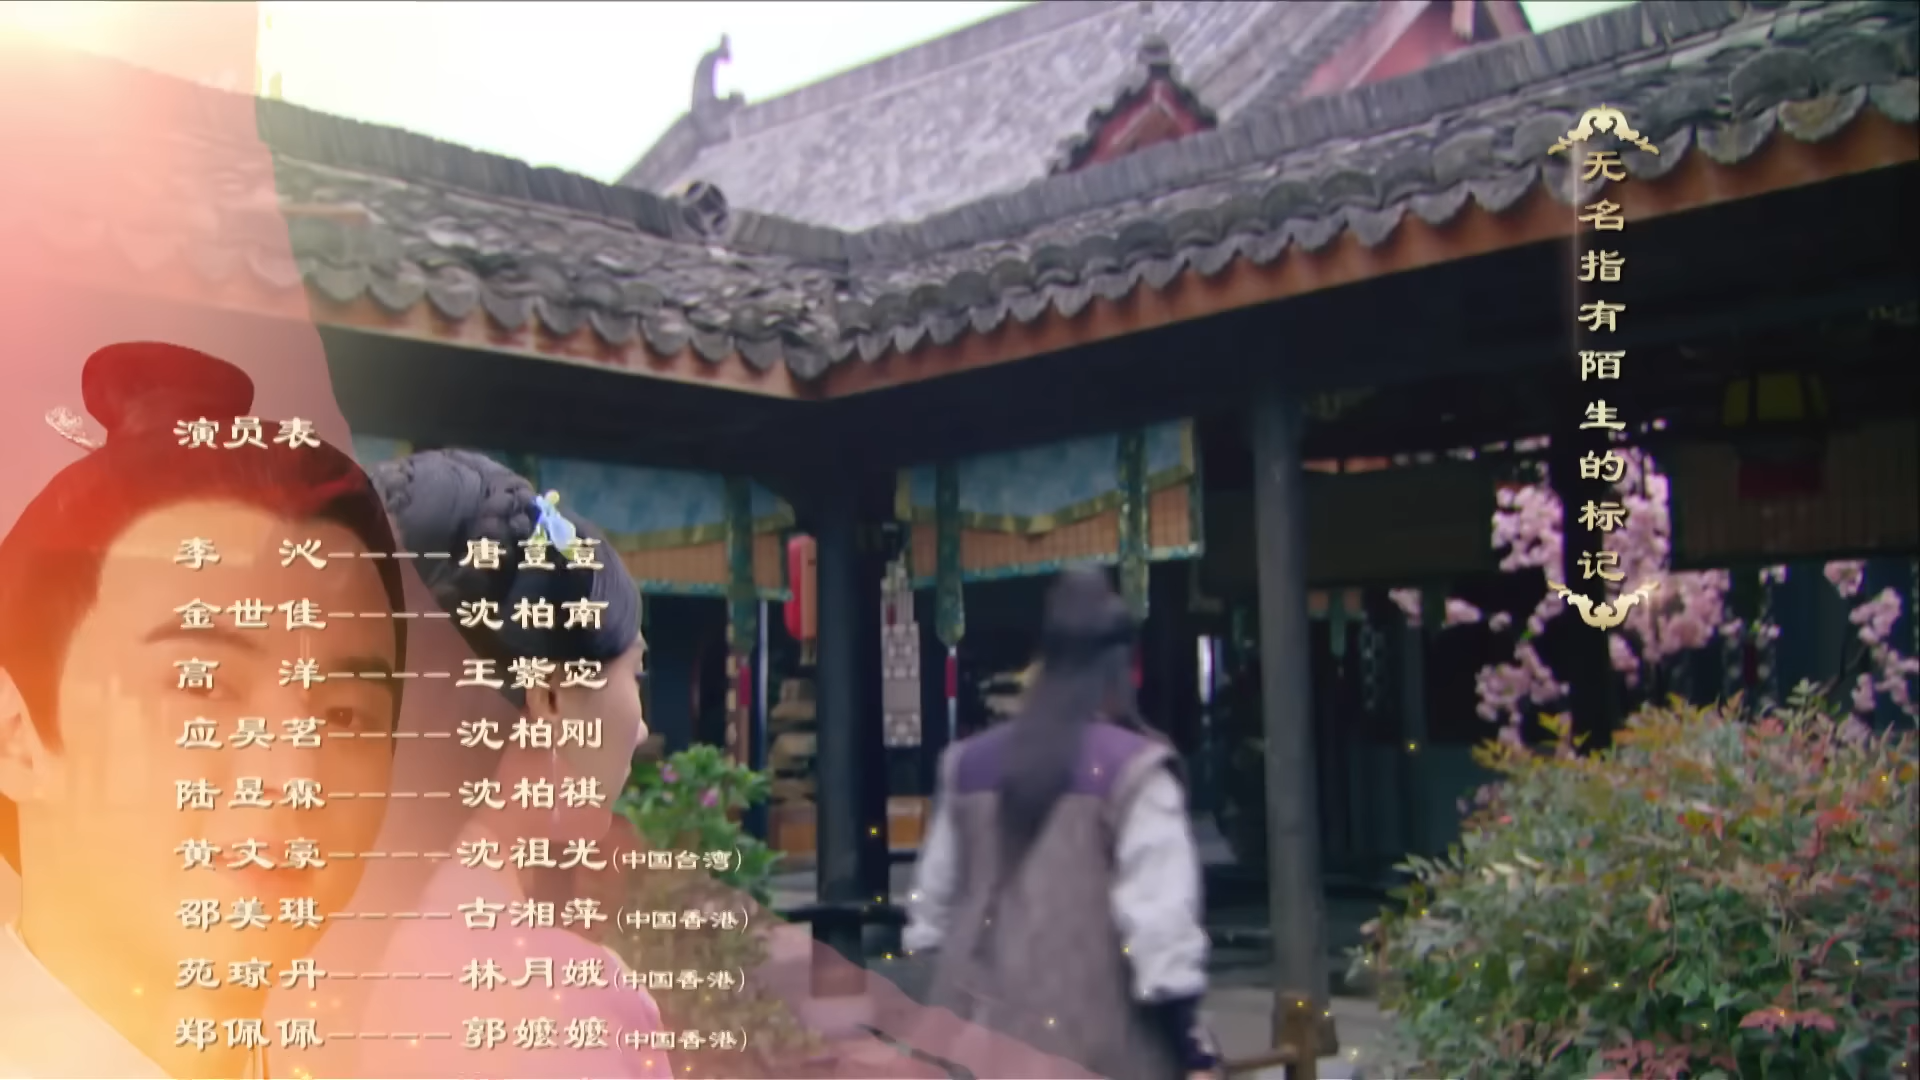 演员表
李 沁----唐荳荳
金世佳----沈柏南
高 洋----王紫宓
应昊茗----沈柏刚
陆昱霖----沈柏祺
黄文豪----沈祖光(中国台湾)
邵美琪----古湘萍(中国香港)
苑琼丹----林月娥(中国香港)
郑佩佩----郭嬷嬷(中国香港)
无名指有陌生的标记